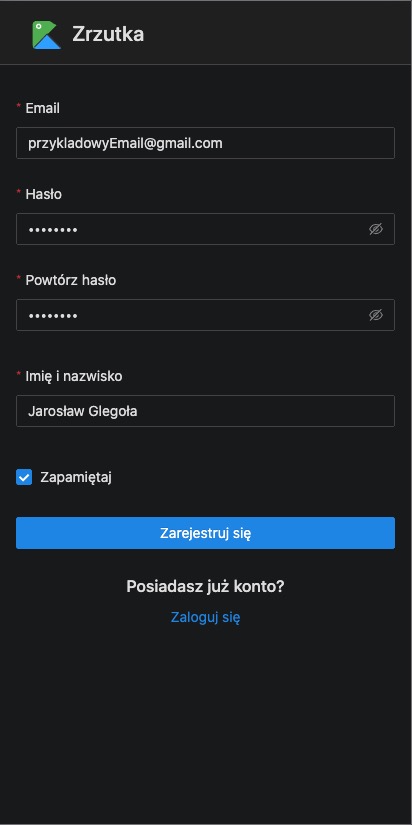 Zrzutka
* Email
przykladowyEmail@gmail.com
* Hasło
••••••••
* Powtórz hasło
••••••••
* Imię i nazwisko
Jarosław Glegoła
Zapamiętaj
Zarejestruj się
Posiadasz już konto?
Zaloguj się